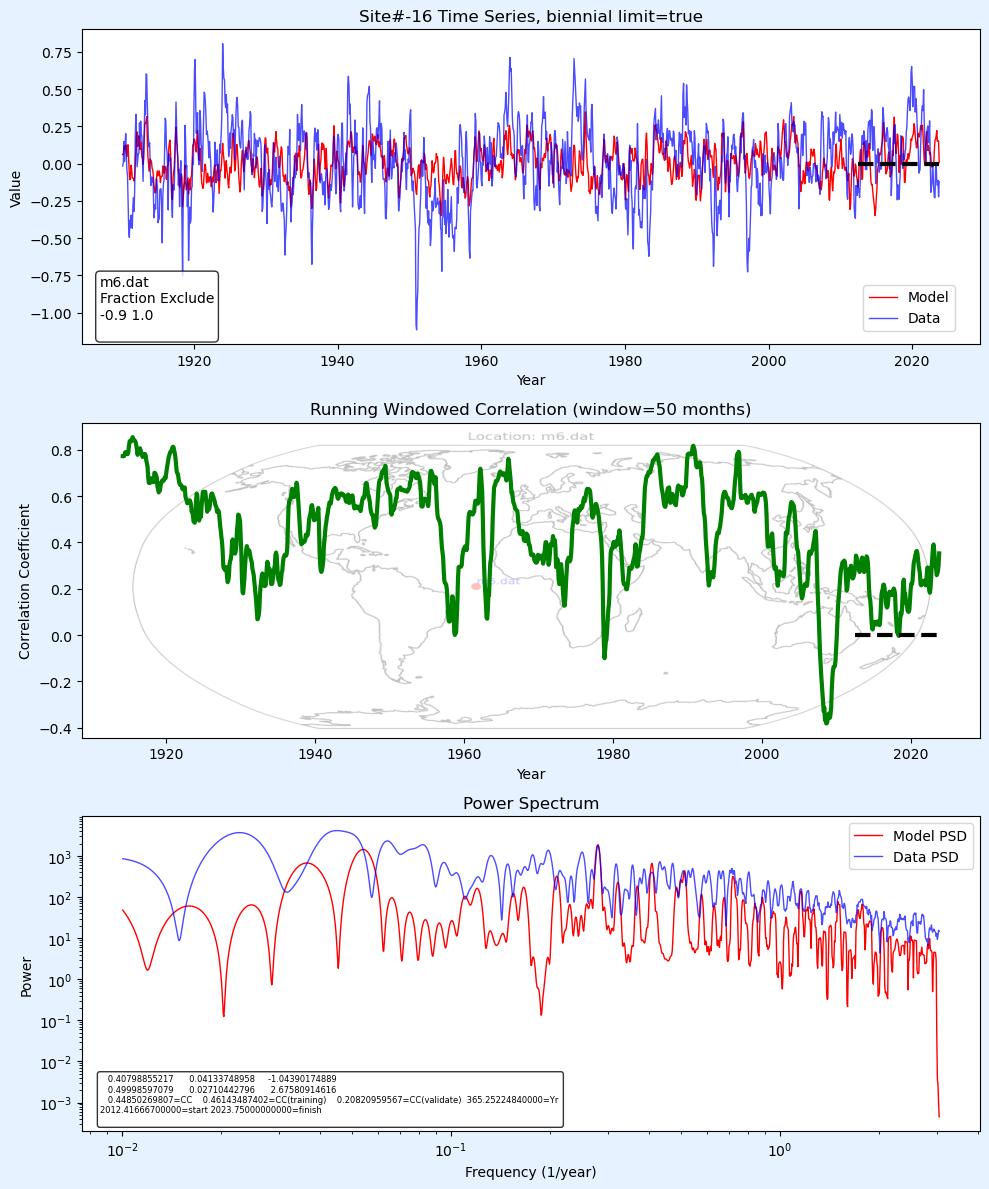 Site#-16 Time Series, biennial limit=true
Value
0.75
0.50
0.25
0.00
−0.25
−0.50
−0.75
−1.00
m6.dat
Fraction Exclude
-0.9 1.0
Model
Data
1920
1940
1960
1980
2000
2020
Year
Running Windowed Correlation (window=50 months)
Location: m6.dat
Correlation Coefficient
0.8
0.6
0.4
0.2
0.0
−0.2
−0.4
m6.dat
1920
1940
1960
1980
2000
2020
Year
Power Spectrum
Model PSD
Data PSD
Power
10³
10²
10¹
10⁰
10⁻¹
10⁻²
10⁻³
0.40798855217 0.04133748958 -1.04390174889
0.49998597079 0.02710442796 2.67580914616
0.44850269807=CC 0.46143487402=CC(training) 0.20820959567=CC(validate) 365.25224840000=Yr
2012.41666700000=start 2023.75000000000=finish
10⁻²
10⁻¹
10⁰
Frequency (1/year)